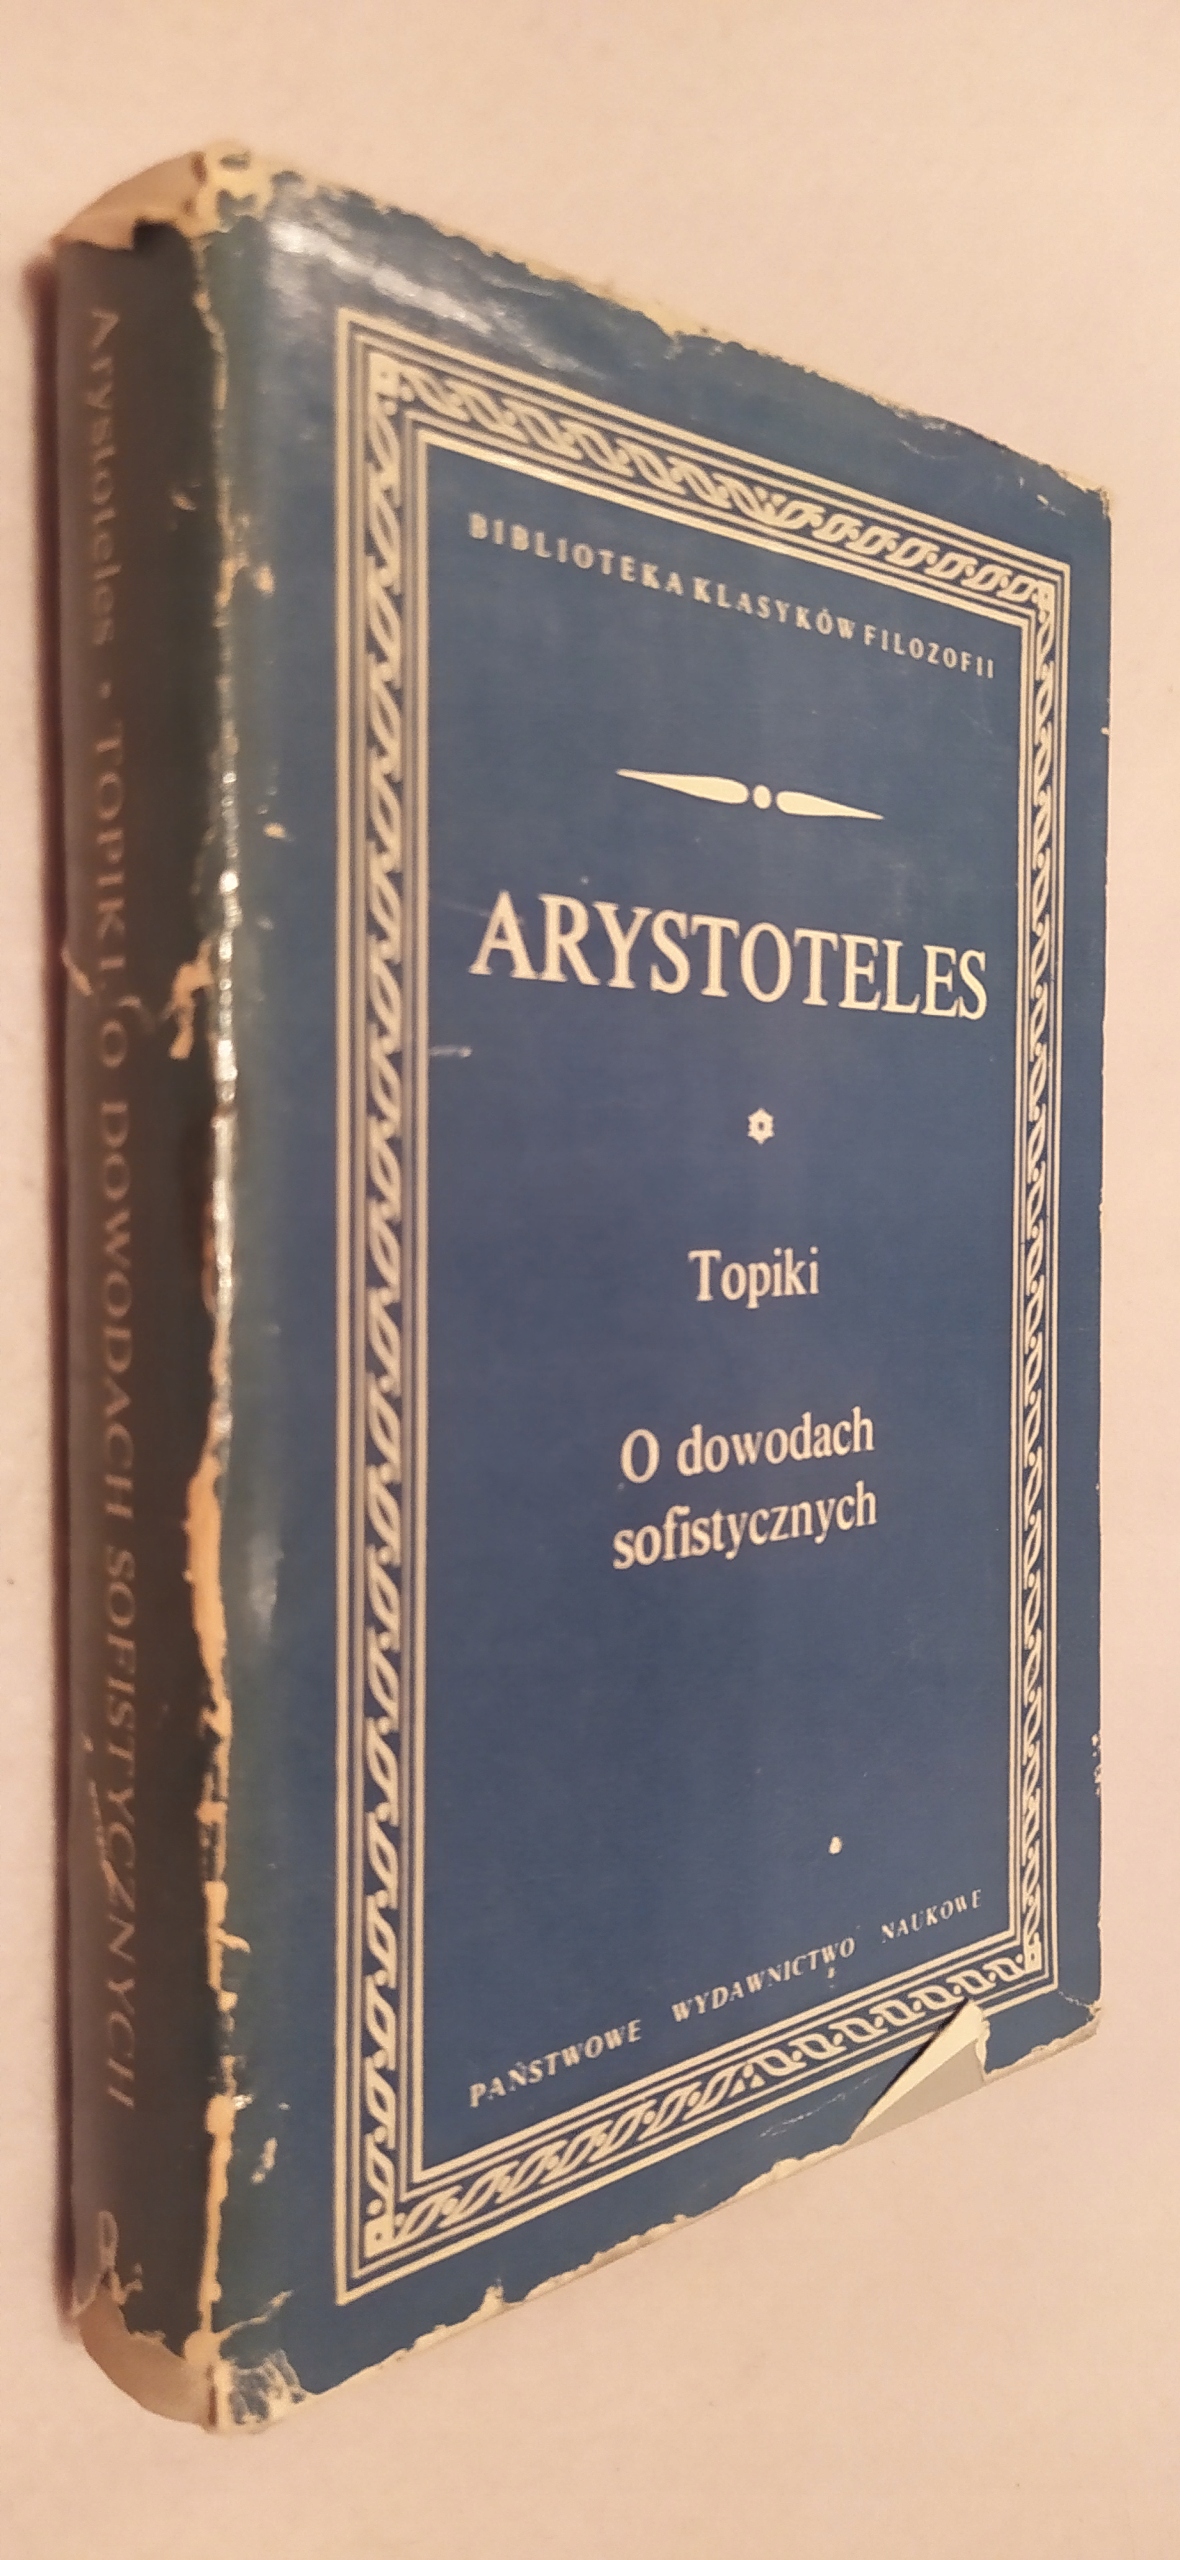 BIBLIOTEKA KLASYKÓW FILOZOFII
ARYSTOTELES
Topiki
O dowodach
sofistycznych
PAŃSTWOWE WYDAWNICTWO NAUKOWE
Arystoteles • TOPIKI. O DOWODACH SOFISTYCZNYCH